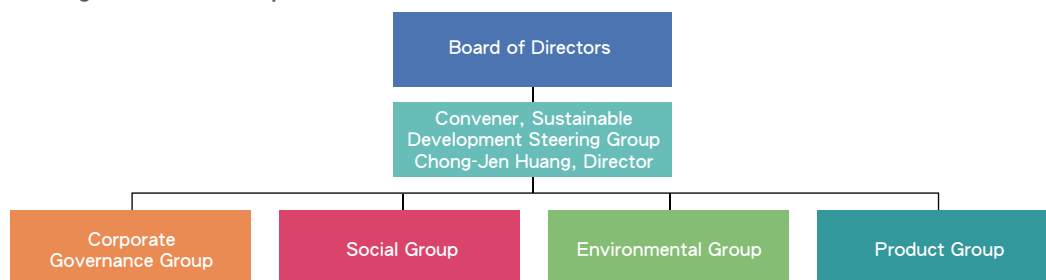 Board of Directors
Convener, Sustainable
Development Steering Group
Chong-Jen Huang, Director
Corporate
Governance Group
Social Group
Environmental Group
Product Group